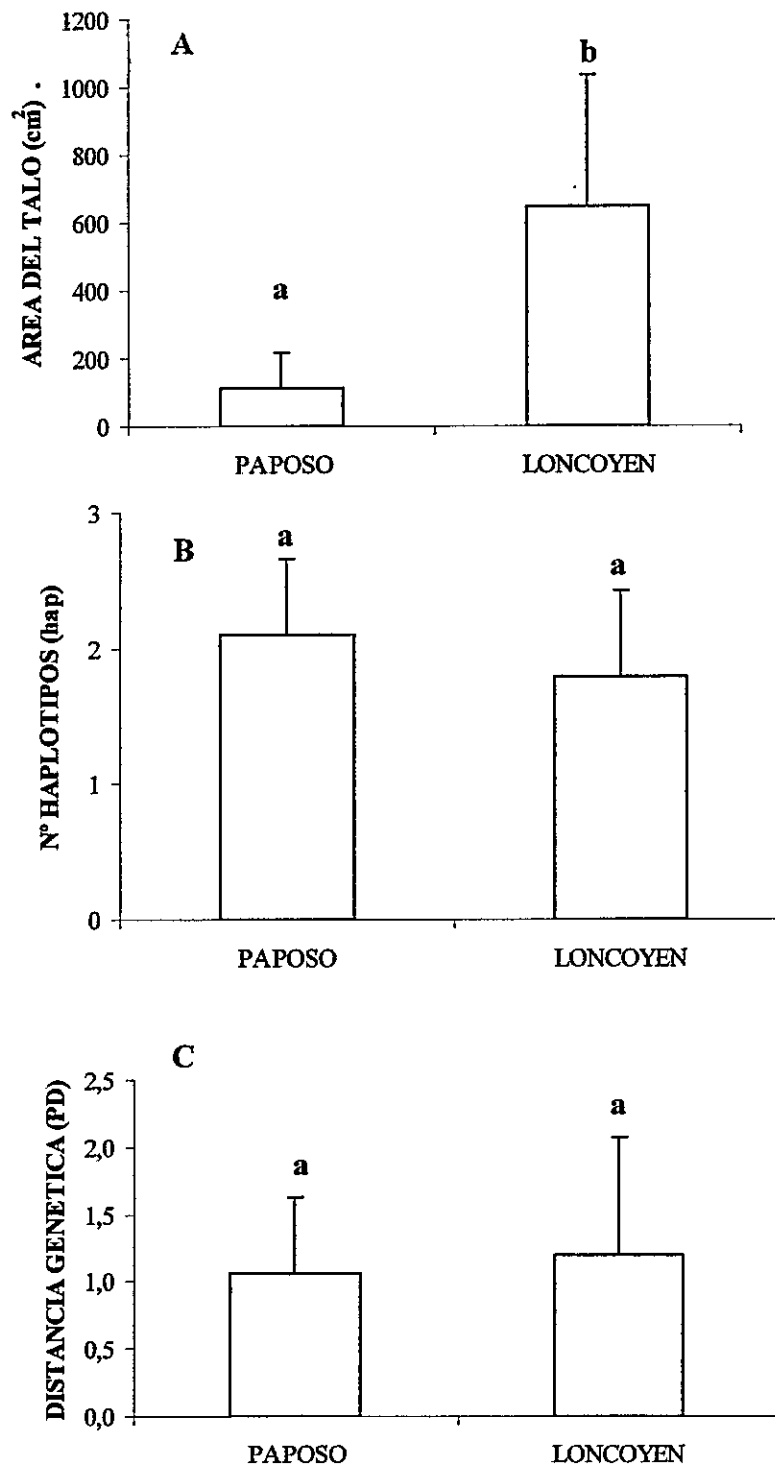 A
AREA DEL TALO (cm²) .
1200
1000
800
600
400
200
0
a
b
PAPOSO LONCOYEN
B
Nº HAPLOTIPOS (hap)
3
2
1
0
a
a
PAPOSO LONCOYEN
C
DISTANCIA GENETICA (PD)
2,5
2,0
1,5
1,0
0,5
0,0
a
a
PAPOSO LONCOYEN